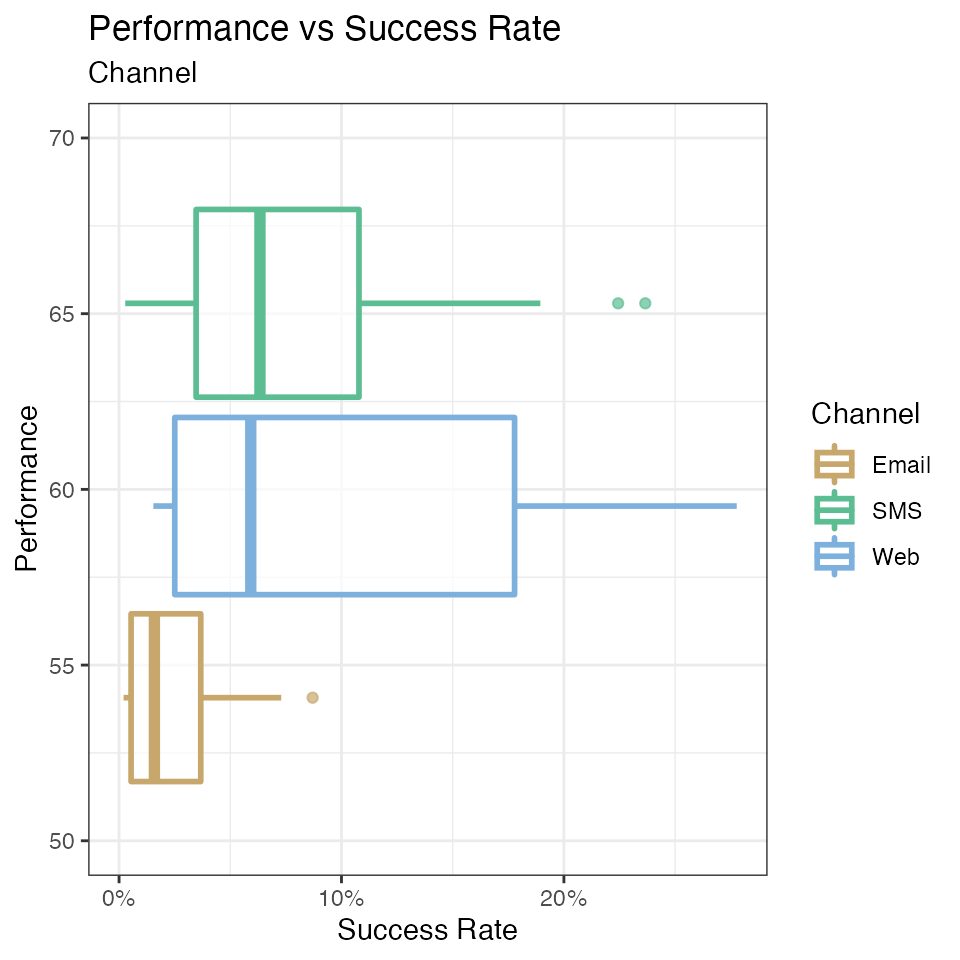 Performance vs Success Rate
Channel
70
65
60
55
50
Performance
0% 10% 20%
Success Rate
Channel
Email
SMS
Web